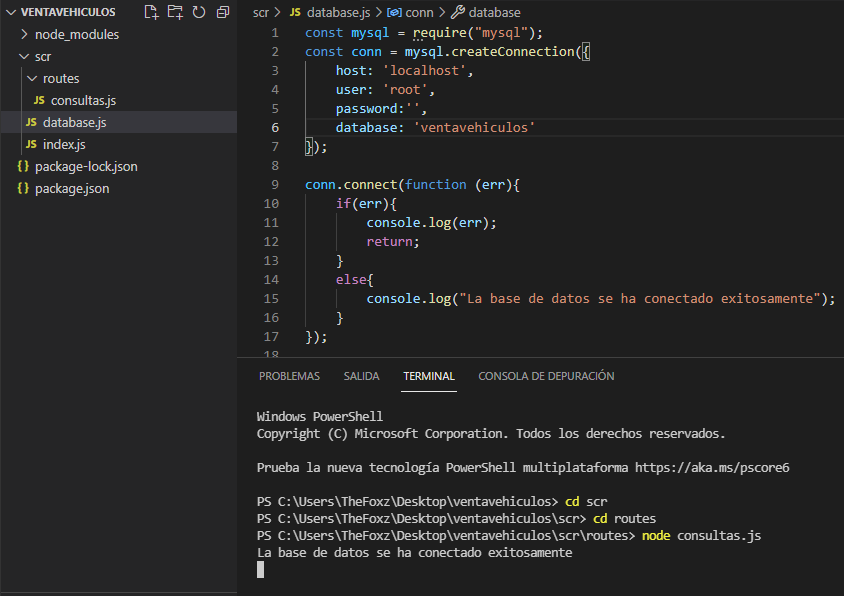 VENTAVEHICULOS
node_modules
scr
routes
JS consultas.js
JS database.js
JS index.js
{} package-lock.json
{} package.json
scr > JS database.js > conn > database
1 const mysql = require("mysql");
2 const conn = mysql.createConnection({
3 host: 'localhost',
4 user: 'root',
5 password:'',
6 database: 'ventavehiculos'
7 });
8
9 conn.connect(function (err){
10 if(err){
11 console.log(err);
12 return;
13 }
14 else{
15 console.log("La base de datos se ha conectado exitosamente");
16 }
17 });
18
PROBLEMAS SALIDA TERMINAL CONSOLA DE DEPURACIÓN
Windows PowerShell
Copyright (C) Microsoft Corporation. Todos los derechos reservados.
Prueba la nueva tecnología PowerShell multiplataforma https://aka.ms/pscore6
PS C:\Users\TheFoxz\Desktop\ventavehiculos> cd scr
PS C:\Users\TheFoxz\Desktop\ventavehiculos\scr> cd routes
PS C:\Users\TheFoxz\Desktop\ventavehiculos\scr\routes> node consultas.js
La base de datos se ha conectado exitosamente